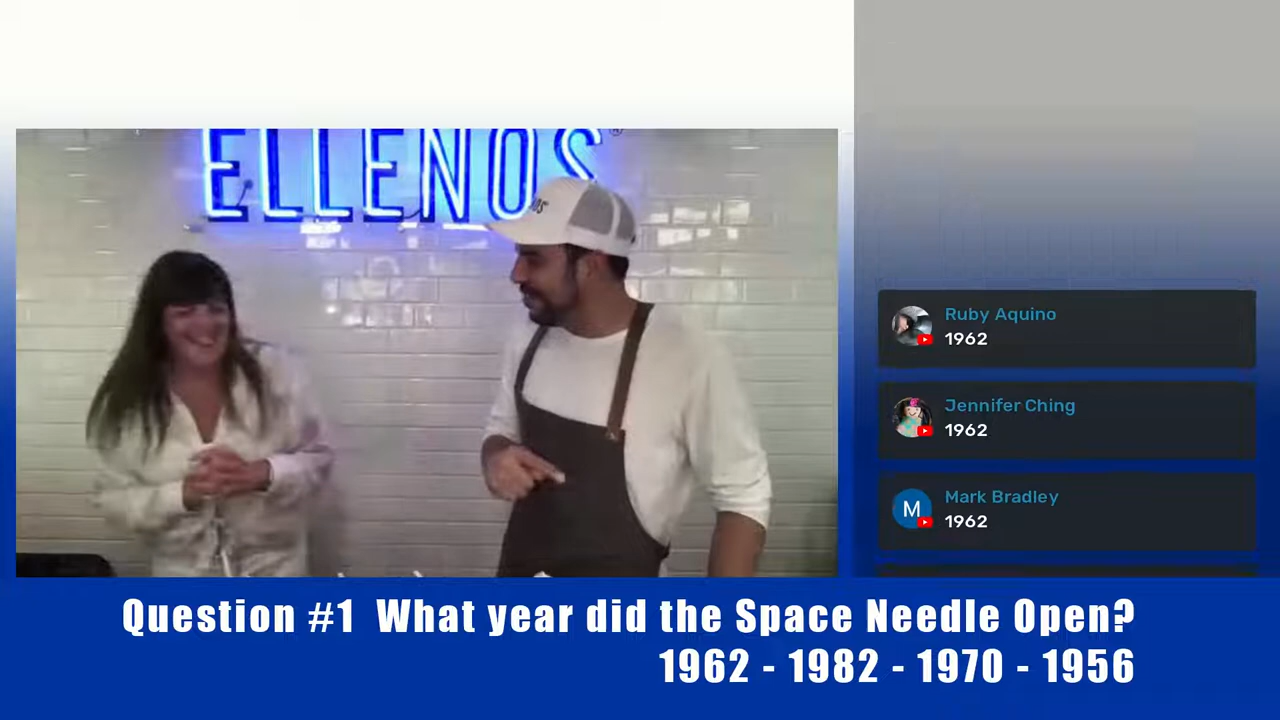 ELLENOS®
Ruby Aquino
1962
Jennifer Ching
1962
M
Mark Bradley
1962
Question #1 What year did the Space Needle Open?
1962 - 1982 - 1970 - 1956